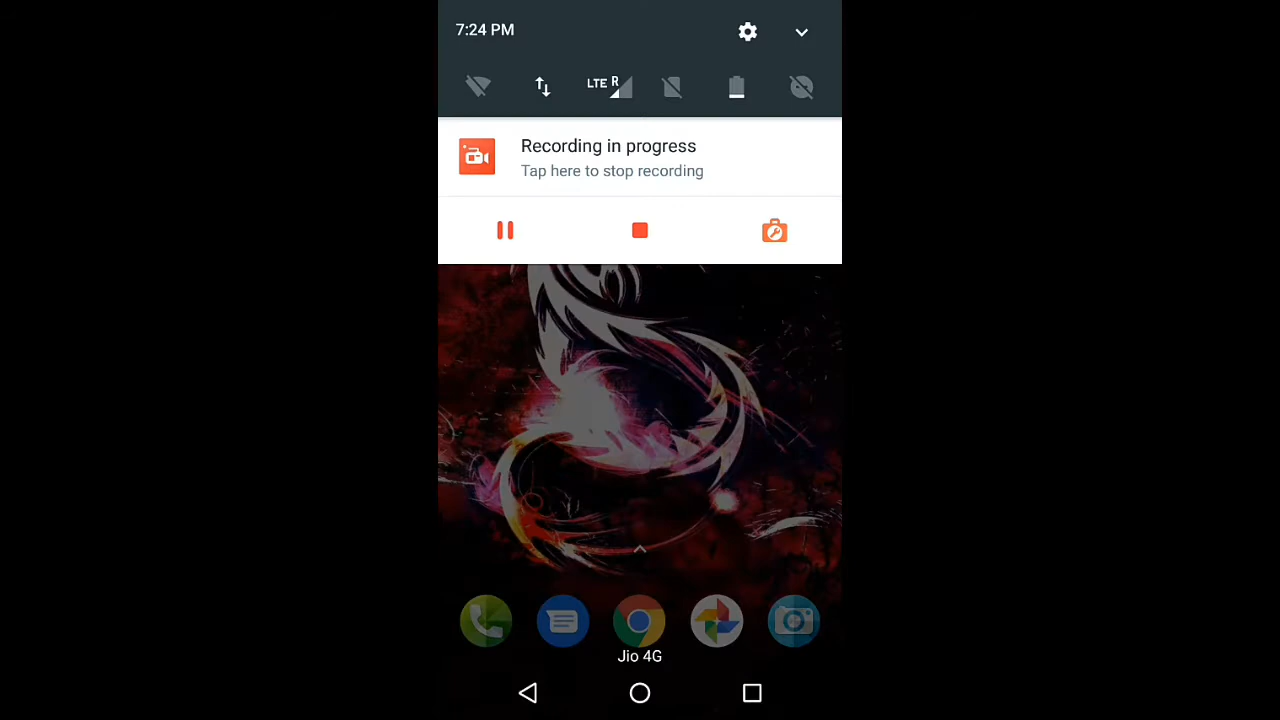 7:24 PM
LTE R
Recording in progress
Tap here to stop recording
Jio 4G